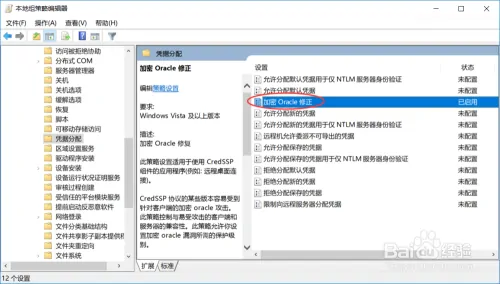 本地组策略编辑器
文件(F) 操作(A) 查看(V) 帮助(H)
访问被拒绝协助
分布式 COM
服务器管理器
关机
关机选项
缓解选项
恢复
脚本
可移动存储访问
凭据分配
区域设置服务
驱动程序安装
设备安装
设备运行状况证明服务
审核过程创建
受信任的平台模块服务
提前启动反恶意软件
网络登录
文件分类基础结构
文件共享影子副本提供程
文件夹重定向
文件系统
凭据分配
加密 Oracle 修正
编辑策略设置
要求:
Windows Vista 及以上版本
描述:
加密 Oracle 修复
此策略设置适用于使用 CredSSP
组件的应用程序(例如: 远程桌面连
接)。
CredSSP 协议的某些版本容易受到
针对客户端的加密 oracle 攻击。
此策略控制与易受攻击的客户端和
服务器的兼容性。此策略允许你设
置加密 oracle 漏洞所需的保护级
别。
设置 状态
允许分配默认凭据用于仅 NTLM 服务器身份验证 未配置
允许分配默认凭据 未配置
加密 Oracle 修正 已启用
允许分配新的凭据 未配置
允许分配新的凭据用于仅 NTLM 服务器身份验证 未配置
远程机允许委派不可导出的凭据 未配置
允许分配保存的凭据 未配置
允许分配保存的凭据用于仅 NTLM 服务器身份验证 未配置
拒绝分配默认凭据 未配置
拒绝分配新的凭据 未配置
拒绝分配保存的凭据 未配置
限制向远程服务器分配凭据 未配置
扩展 标准
12 个设置
Baidu 经验